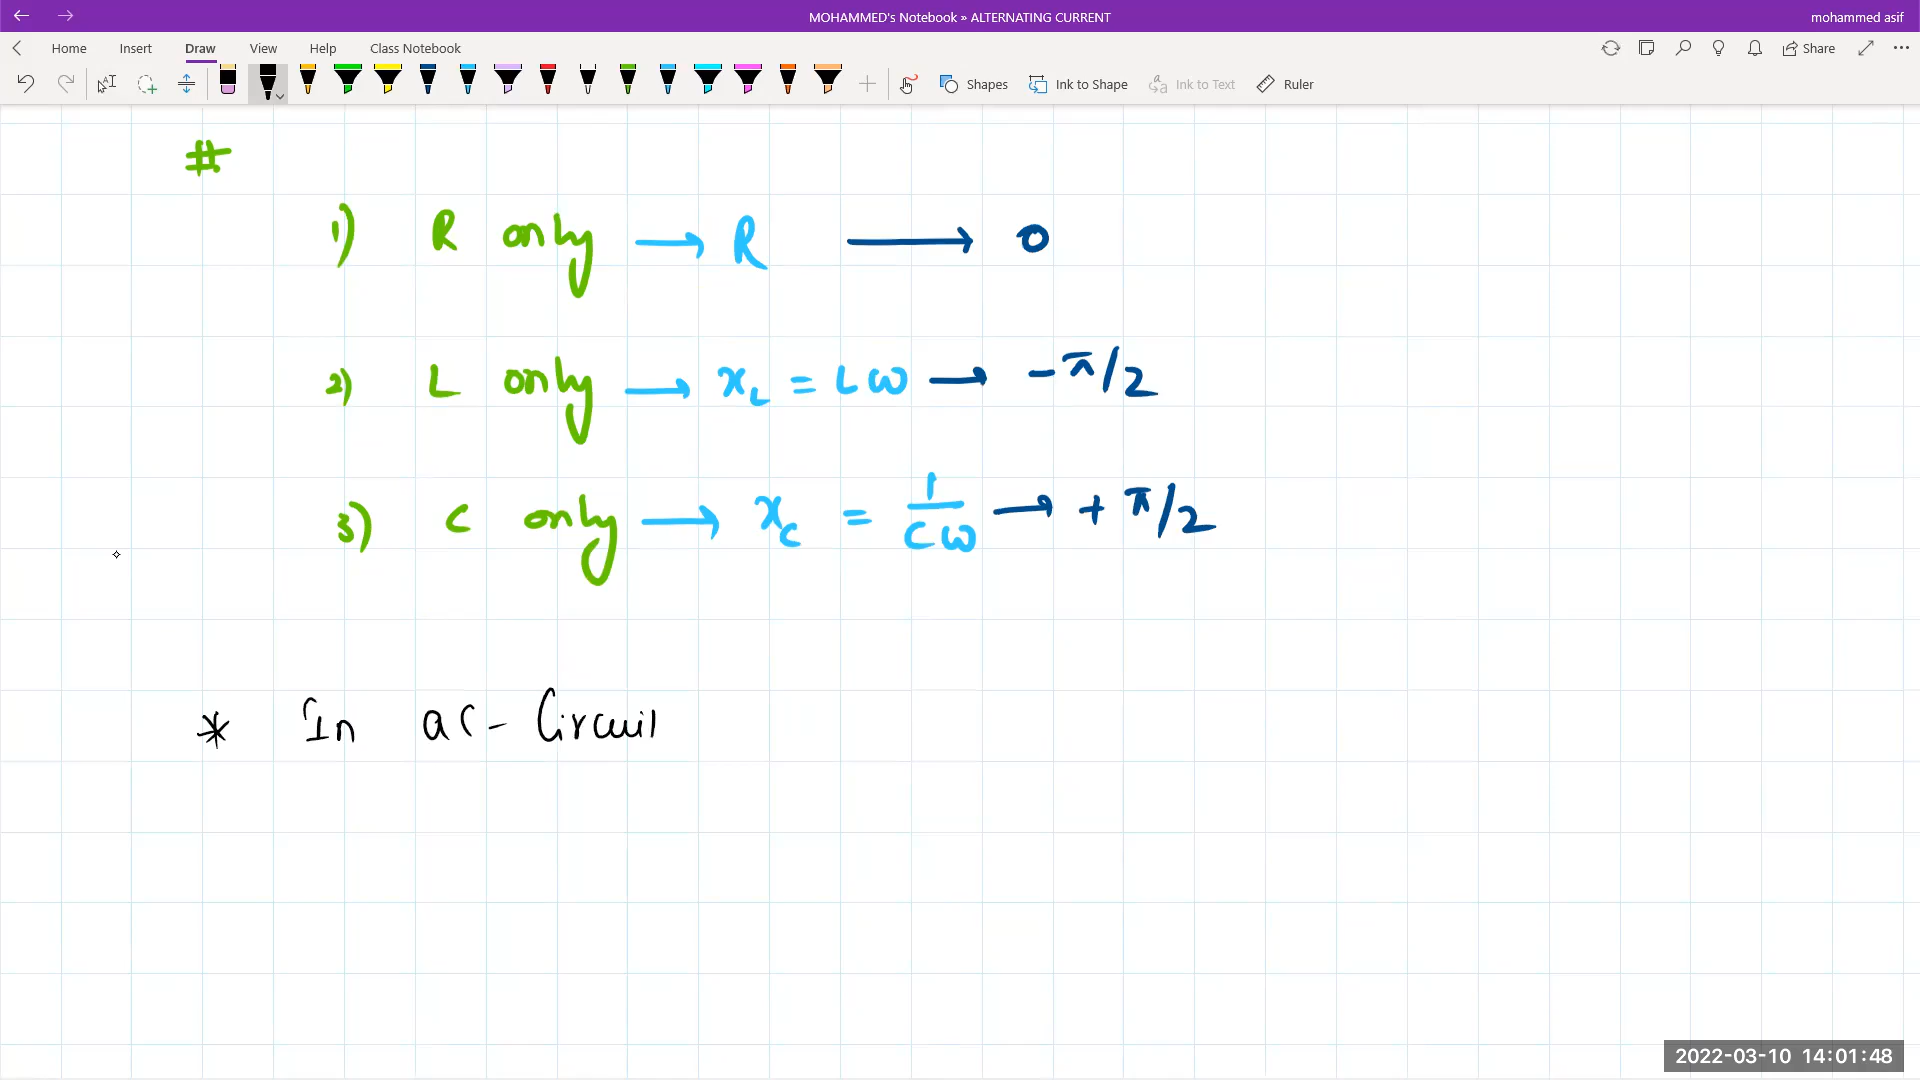 MOHAMMED's Notebook » ALTERNATING CURRENT
mohammed asif
Home Insert Draw View Help Class Notebook
Share
Shapes Ink to Shape Ink to Text Ruler
#
1) R only → R → 0
2) L only → x_L = Lω → -π/2
3) C only → x_C = 1/Cω → + π/2
* In ac - Circuit
2022-03-10 14:01:48